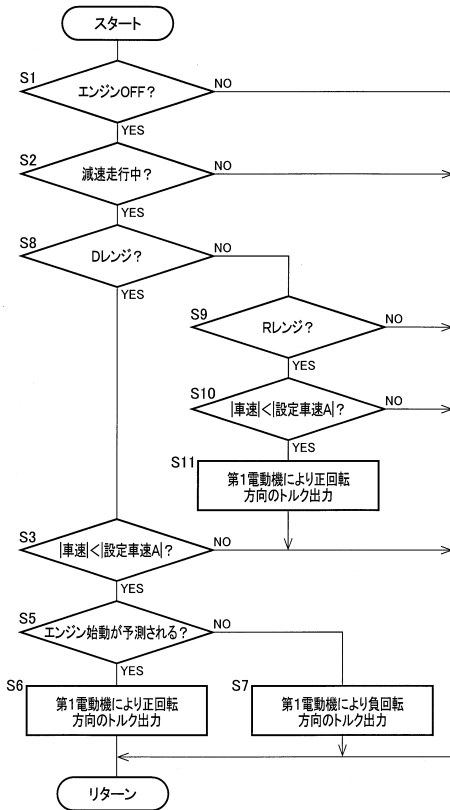 スタート
S1
エンジンOFF?
NO
YES
S2
減速走行中?
NO
YES
S8
Dレンジ?
NO
YES
S9
Rレンジ?
NO
YES
S10
|車速|<|設定車速A|?
NO
YES
S11
第1電動機により正回転
方向のトルク出力
S3
|車速|<|設定車速A|?
NO
YES
S5
エンジン始動が予測される?
NO
YES
S6
第1電動機により正回転
方向のトルク出力
S7
第1電動機により負回転
方向のトルク出力
リターン